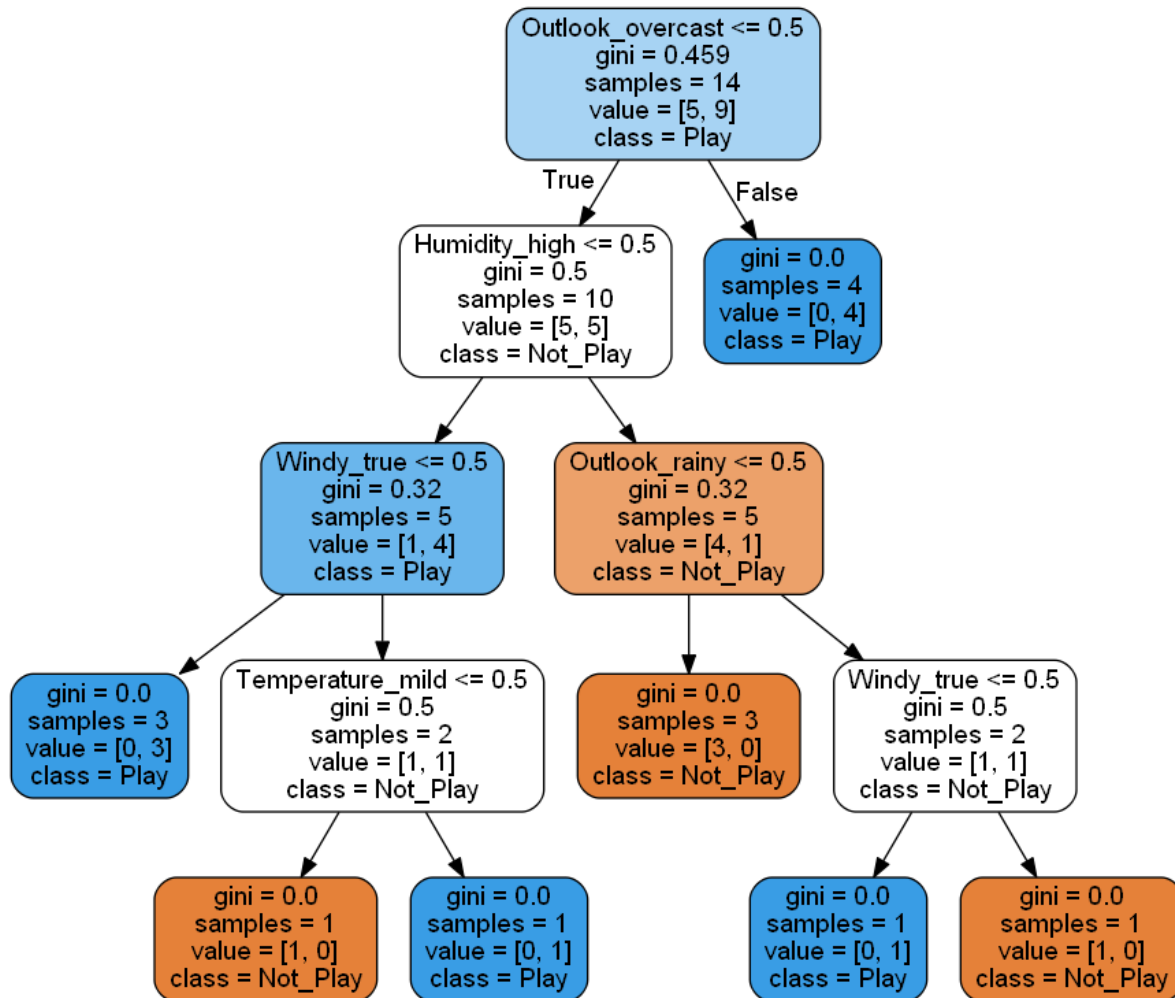 Outlook_overcast <= 0.5
gini = 0.459
samples = 14
value = [5, 9]
class = Play
True
False
Humidity_high <= 0.5
gini = 0.5
samples = 10
value = [5, 5]
class = Not_Play
gini = 0.0
samples = 4
value = [0, 4]
class = Play
Windy_true <= 0.5
gini = 0.32
samples = 5
value = [1, 4]
class = Play
Outlook_rainy <= 0.5
gini = 0.32
samples = 5
value = [4, 1]
class = Not_Play
gini = 0.0
samples = 3
value = [0, 3]
class = Play
Temperature_mild <= 0.5
gini = 0.5
samples = 2
value = [1, 1]
class = Not_Play
gini = 0.0
samples = 3
value = [3, 0]
class = Not_Play
Windy_true <= 0.5
gini = 0.5
samples = 2
value = [1, 1]
class = Not_Play
gini = 0.0
samples = 1
value = [1, 0]
class = Not_Play
gini = 0.0
samples = 1
value = [0, 1]
class = Play
gini = 0.0
samples = 1
value = [0, 1]
class = Play
gini = 0.0
samples = 1
value = [1, 0]
class = Not_Play